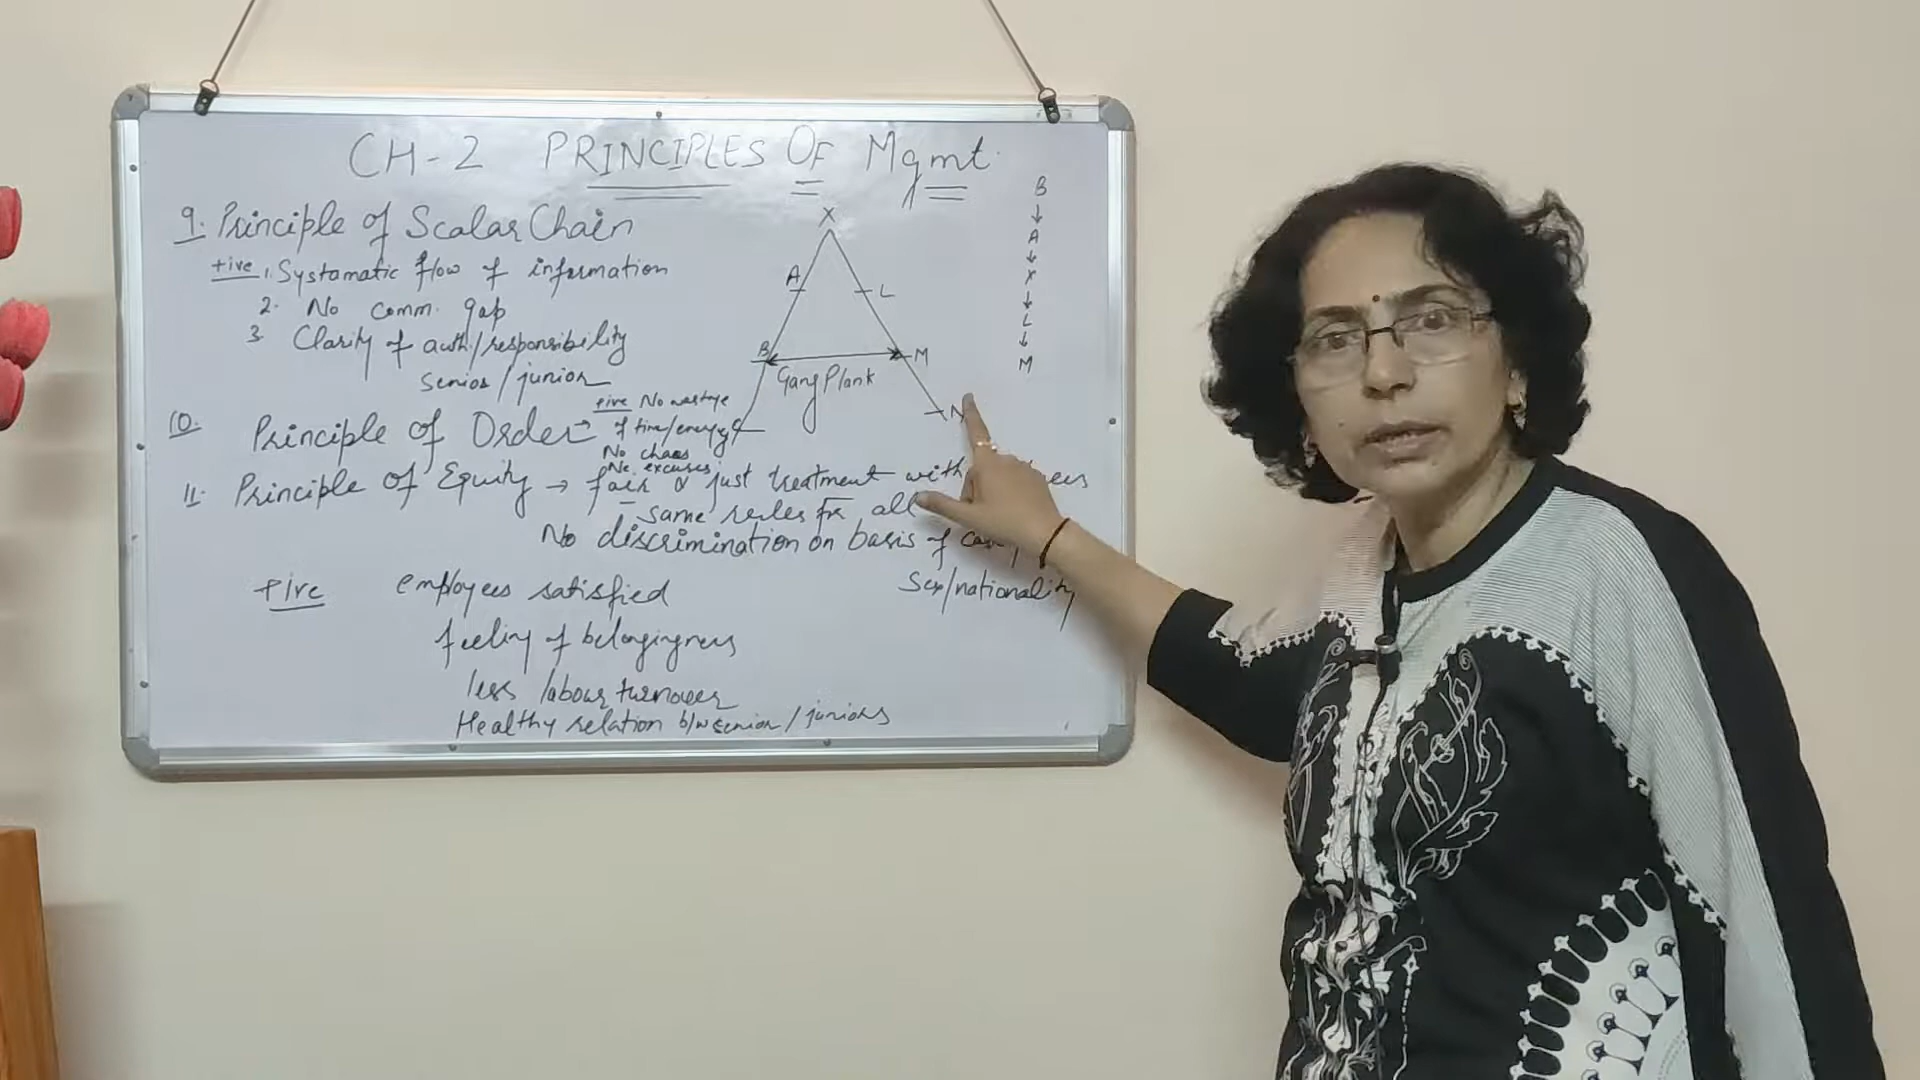 CH-2 PRINCIPLES OF Mgmt.
9. Principle of Scalar Chain
+ive 1. Systamatic flow of information
2. No comm. gap
3. Clarity of auth./responsibility
Senior/junior
X
A
L
B
M
Gang Plank
C
N
B
↓
A
↓
X
↓
L
↓
M
10. Principle of Order →
+ive No wastage
of time/energy
No chaos
No excuses
11. Principle of Equity → fair & just treatment with
– same rules for all
No discrimination on basis of
Sex/nationality
+ive employees satisfied
feeling of belongingness
less labour turnover
Healthy relation b/w senior/juniors